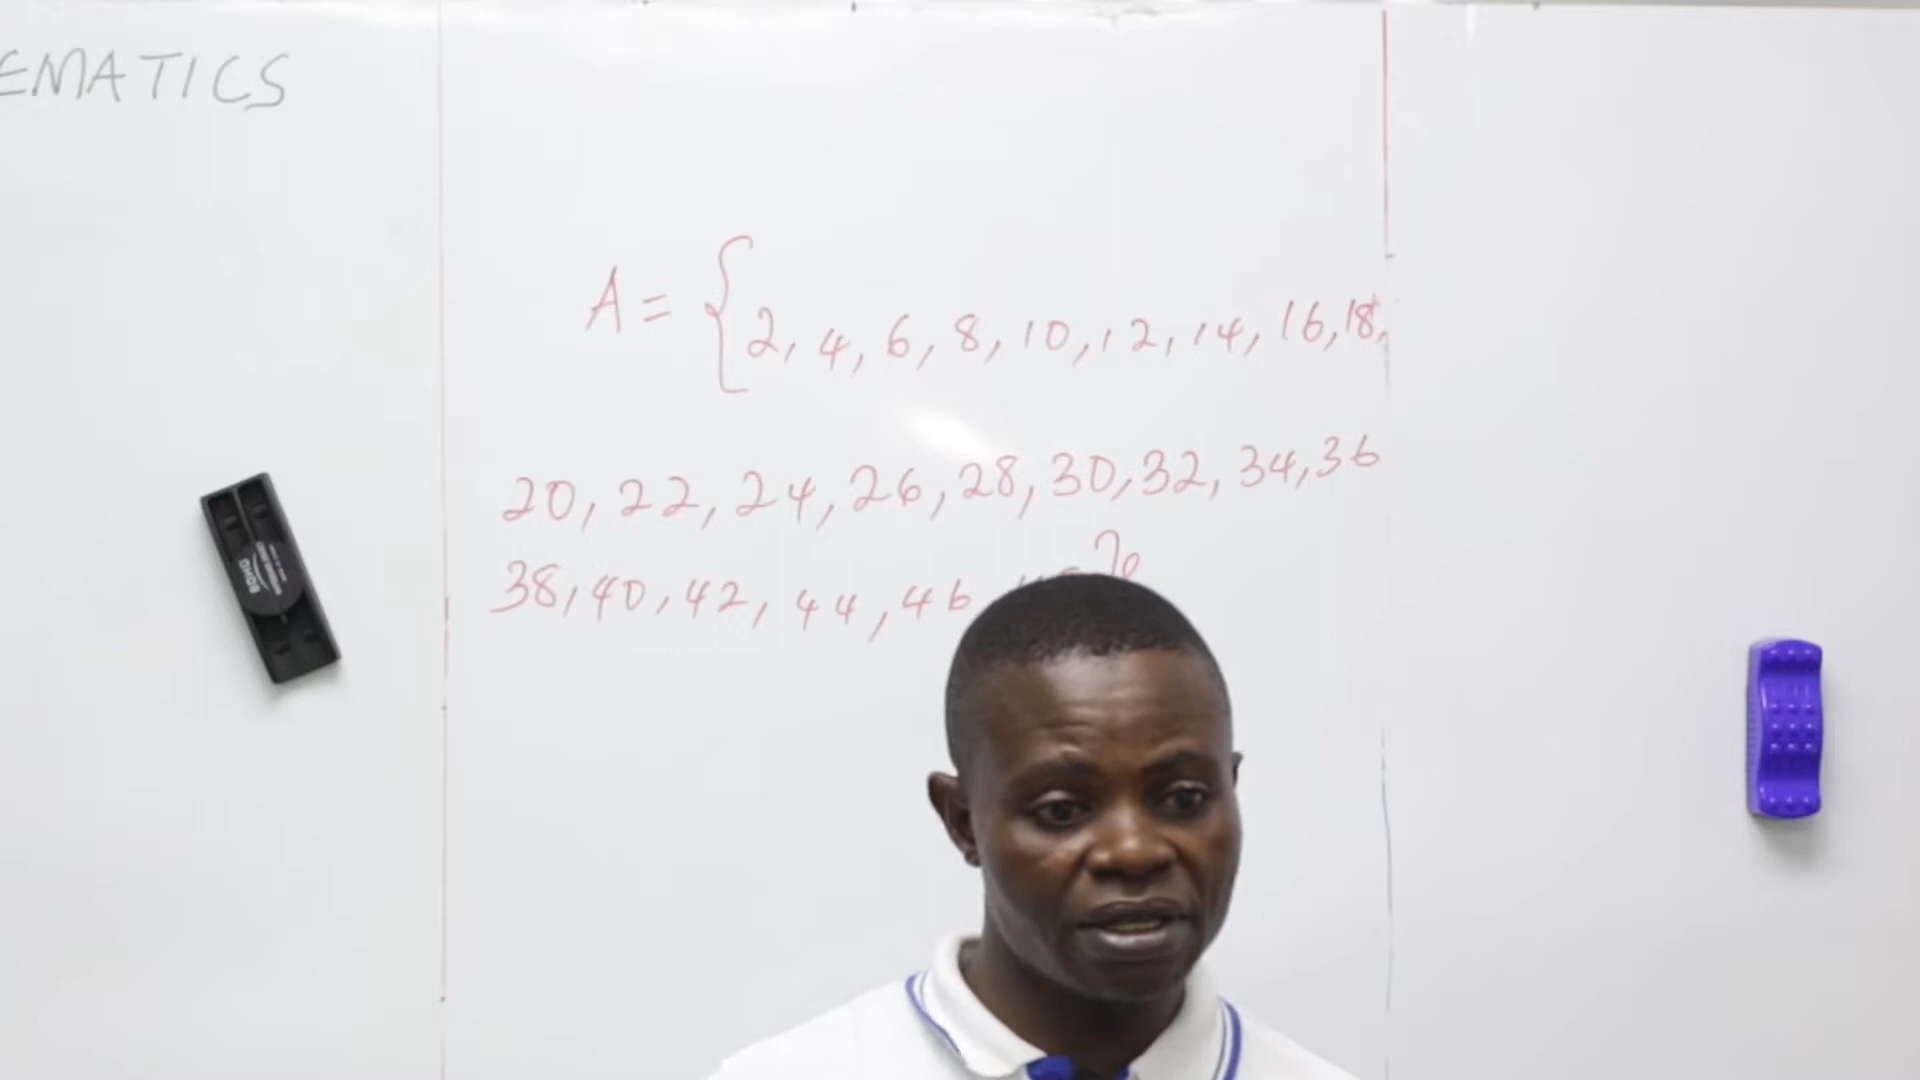 EMATICS
A = {2, 4, 6, 8, 10, 12, 14, 16, 18,
20, 22, 24, 26, 28, 30, 32, 34, 36
38, 40, 42, 44, 46